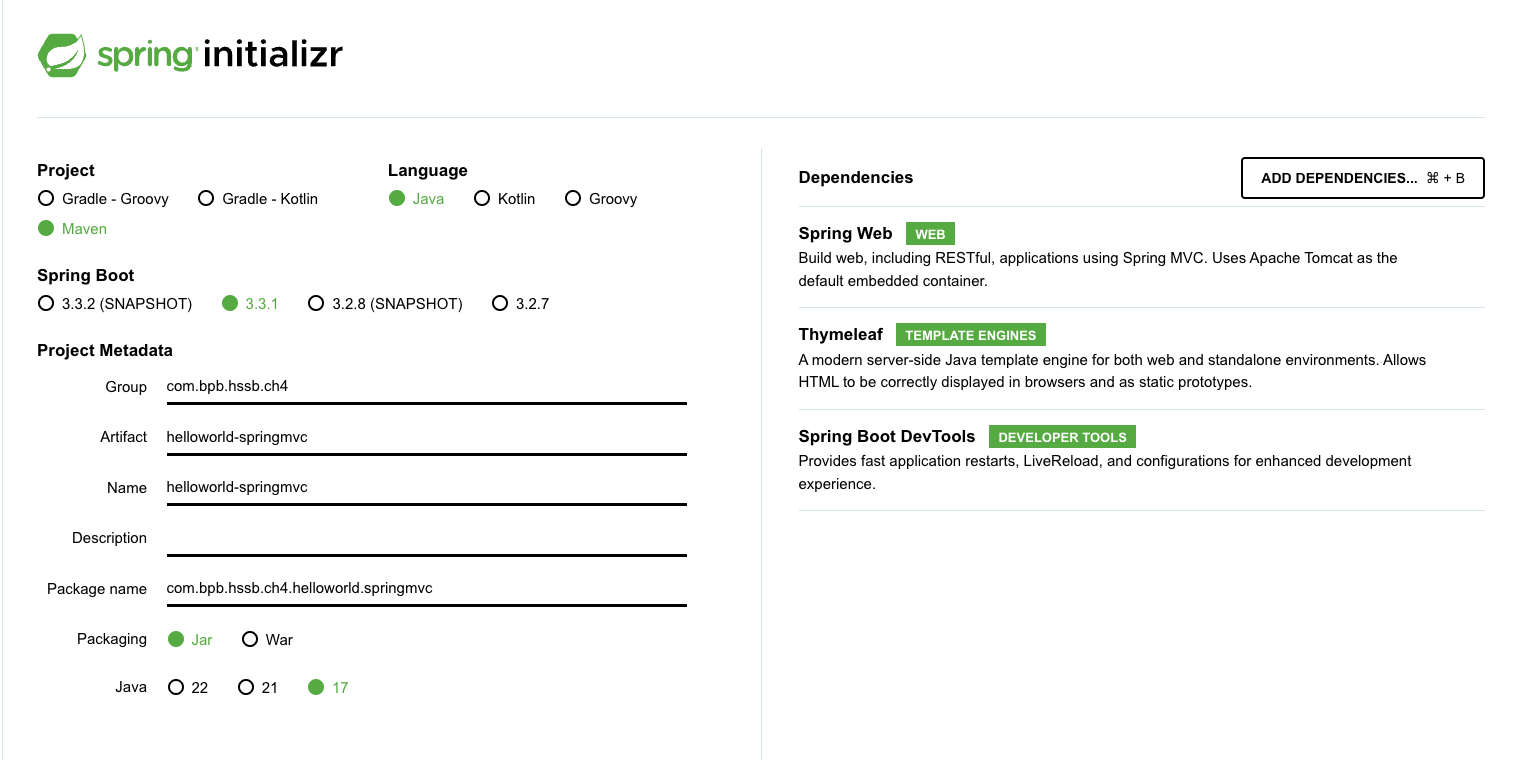 spring initializr
Project
Gradle - Groovy Gradle - Kotlin
Maven
Language
Java Kotlin Groovy
Spring Boot
3.3.2 (SNAPSHOT) 3.3.1 3.2.8 (SNAPSHOT) 3.2.7
Project Metadata
Group com.bpb.hssb.ch4
Artifact helloworld-springmvc
Name helloworld-springmvc
Description
Package name com.bpb.hssb.ch4.helloworld.springmvc
Packaging Jar War
Java 22 21 17
Dependencies
ADD DEPENDENCIES... ⌘ + B
Spring Web WEB
Build web, including RESTful, applications using Spring MVC. Uses Apache Tomcat as the
default embedded container.
Thymeleaf TEMPLATE ENGINES
A modern server-side Java template engine for both web and standalone environments. Allows
HTML to be correctly displayed in browsers and as static prototypes.
Spring Boot DevTools DEVELOPER TOOLS
Provides fast application restarts, LiveReload, and configurations for enhanced development
experience.